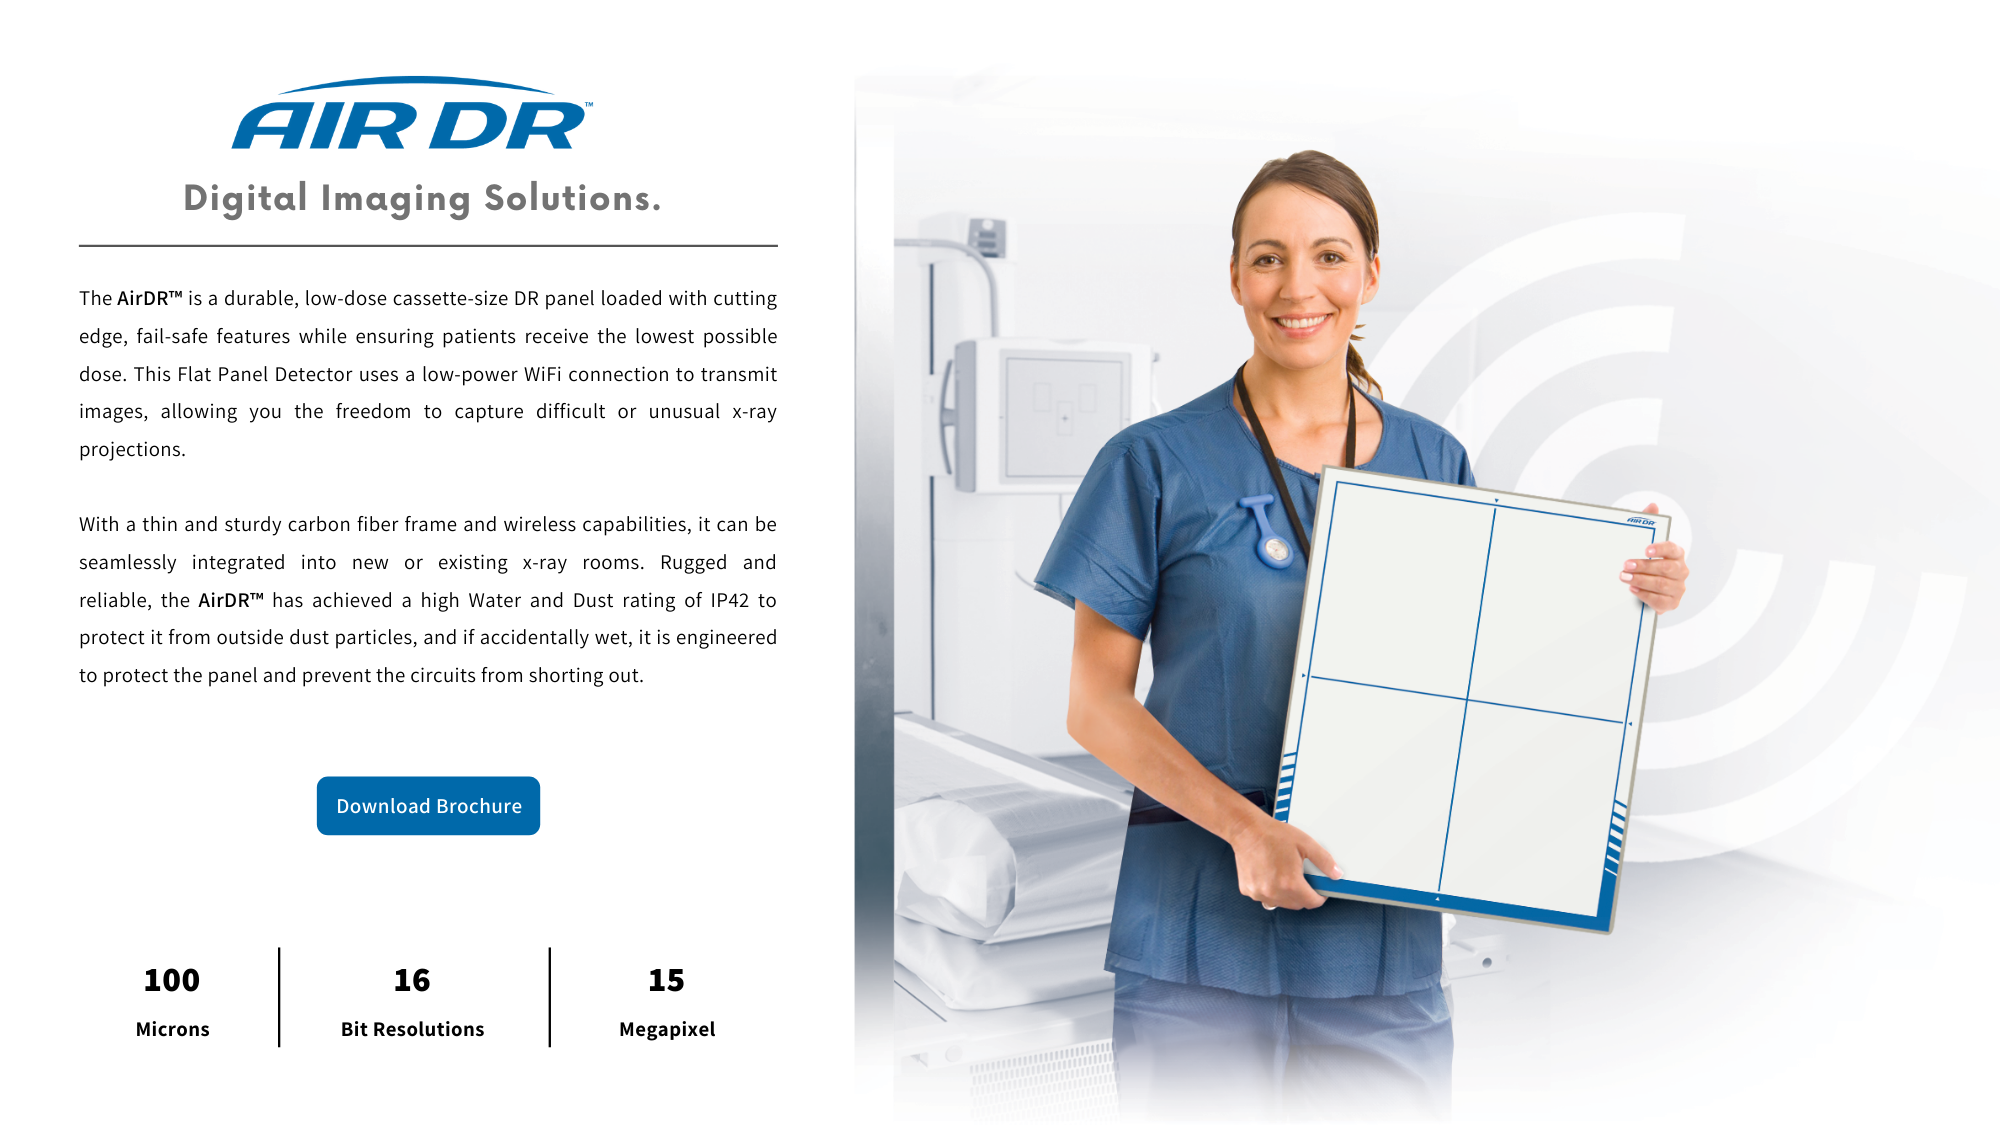 AIR DR™
Digital Imaging Solutions.
The AirDR™ is a durable, low-dose cassette-size DR panel loaded with cutting
edge, fail-safe features while ensuring patients receive the lowest possible
dose. This Flat Panel Detector uses a low-power WiFi connection to transmit
images, allowing you the freedom to capture difficult or unusual x-ray
projections.
With a thin and sturdy carbon fiber frame and wireless capabilities, it can be
seamlessly integrated into new or existing x-ray rooms. Rugged and
reliable, the AirDR™ has achieved a high Water and Dust rating of IP42 to
protect it from outside dust particles, and if accidentally wet, it is engineered
to protect the panel and prevent the circuits from shorting out.
Download Brochure
100
Microns
16
Bit Resolutions
15
Megapixel
AIR DR